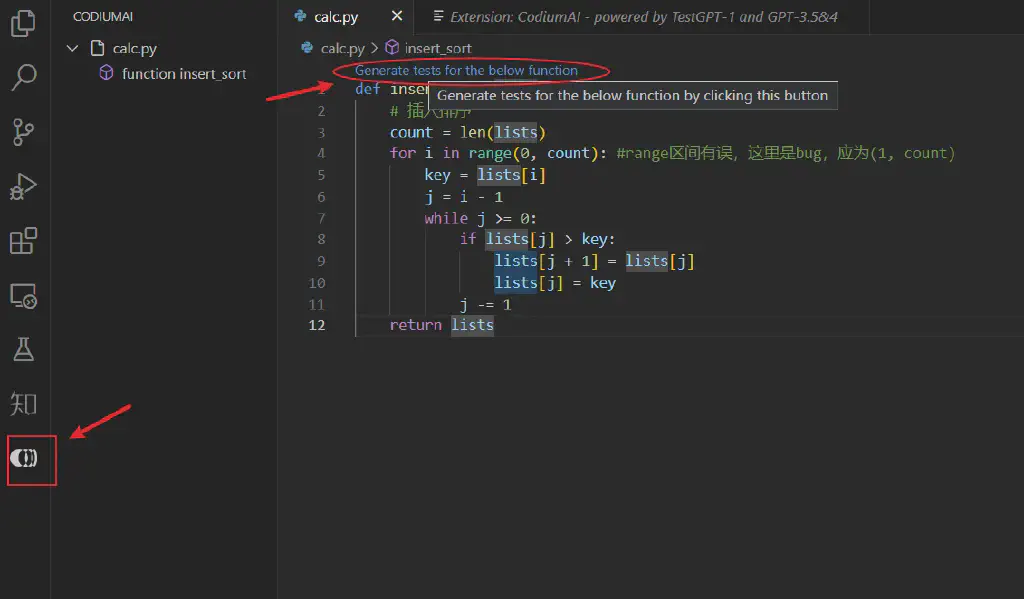 CODIUMAI
calc.py
function insert_sort
calc.py
Extension: CodiumAI - powered by TestGPT-1 and GPT-3.5&4
calc.py > insert_sort
Generate tests for the below function
Generate tests for the below function by clicking this button
1 def inser
2 # 插入排序
3 count = len(lists)
4 for i in range(0, count): #range区间有误, 这里是bug, 应为(1, count)
5 key = lists[i]
6 j = i - 1
7 while j >= 0:
8 if lists[j] > key:
9 lists[j + 1] = lists[j]
10 lists[j] = key
11 j -= 1
12 return lists
知